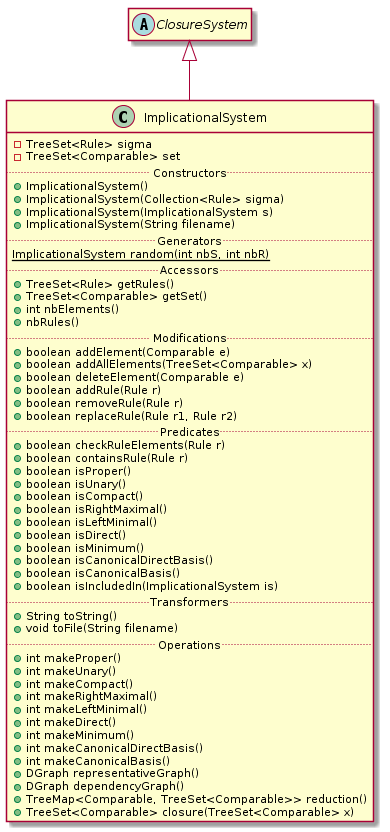 A ClosureSystem
C ImplicationalSystem
TreeSet<Rule> sigma
TreeSet<Comparable> set
Constructors
ImplicationalSystem()
ImplicationalSystem(Collection<Rule> sigma)
ImplicationalSystem(ImplicationalSystem s)
ImplicationalSystem(String filename)
Generators
ImplicationalSystem random(int nbS, int nbR)
Accessors
TreeSet<Rule> getRules()
TreeSet<Comparable> getSet()
int nbElements()
nbRules()
Modifications
boolean addElement(Comparable e)
boolean addAllElements(TreeSet<Comparable> x)
boolean deleteElement(Comparable e)
boolean addRule(Rule r)
boolean removeRule(Rule r)
boolean replaceRule(Rule r1, Rule r2)
Predicates
boolean checkRuleElements(Rule r)
boolean containsRule(Rule r)
boolean isProper()
boolean isUnary()
boolean isCompact()
boolean isRightMaximal()
boolean isLeftMinimal()
boolean isDirect()
boolean isMinimum()
boolean isCanonicalDirectBasis()
boolean isCanonicalBasis()
boolean isIncludedIn(ImplicationalSystem is)
Transformers
String toString()
void toFile(String filename)
Operations
int makeProper()
int makeUnary()
int makeCompact()
int makeRightMaximal()
int makeLeftMinimal()
int makeDirect()
int makeMinimum()
int makeCanonicalDirectBasis()
int makeCanonicalBasis()
DGraph representativeGraph()
DGraph dependencyGraph()
TreeMap<Comparable, TreeSet<Comparable>> reduction()
TreeSet<Comparable> closure(TreeSet<Comparable> x)